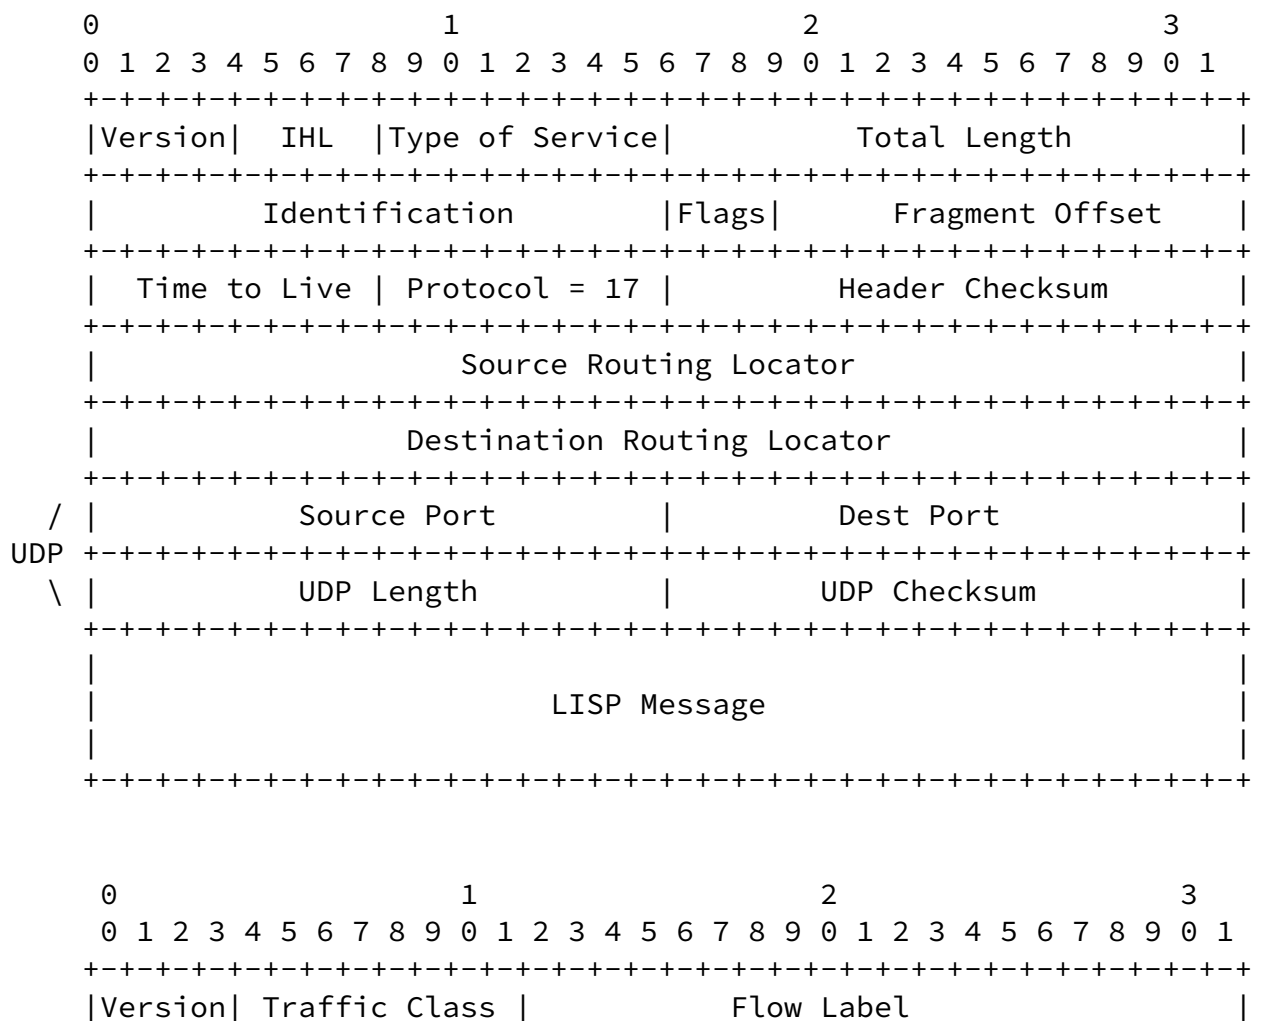 0                   1                   2                   3
    0 1 2 3 4 5 6 7 8 9 0 1 2 3 4 5 6 7 8 9 0 1 2 3 4 5 6 7 8 9 0 1
    +-+-+-+-+-+-+-+-+-+-+-+-+-+-+-+-+-+-+-+-+-+-+-+-+-+-+-+-+-+-+-+-+
    |Version|  IHL  |Type of Service|          Total Length         |
    +-+-+-+-+-+-+-+-+-+-+-+-+-+-+-+-+-+-+-+-+-+-+-+-+-+-+-+-+-+-+-+-+
    |         Identification        |Flags|      Fragment Offset    |
    +-+-+-+-+-+-+-+-+-+-+-+-+-+-+-+-+-+-+-+-+-+-+-+-+-+-+-+-+-+-+-+-+
    |  Time to Live | Protocol = 17 |         Header Checksum       |
    +-+-+-+-+-+-+-+-+-+-+-+-+-+-+-+-+-+-+-+-+-+-+-+-+-+-+-+-+-+-+-+-+
    |                    Source Routing Locator                     |
    +-+-+-+-+-+-+-+-+-+-+-+-+-+-+-+-+-+-+-+-+-+-+-+-+-+-+-+-+-+-+-+-+
    |                 Destination Routing Locator                   |
    +-+-+-+-+-+-+-+-+-+-+-+-+-+-+-+-+-+-+-+-+-+-+-+-+-+-+-+-+-+-+-+-+
  / |           Source Port         |         Dest Port             |
UDP +-+-+-+-+-+-+-+-+-+-+-+-+-+-+-+-+-+-+-+-+-+-+-+-+-+-+-+-+-+-+-+-+
  \ |           UDP Length          |        UDP Checksum           |
    +-+-+-+-+-+-+-+-+-+-+-+-+-+-+-+-+-+-+-+-+-+-+-+-+-+-+-+-+-+-+-+-+
    |                                                               |
    |                         LISP Message                          |
    |                                                               |
    +-+-+-+-+-+-+-+-+-+-+-+-+-+-+-+-+-+-+-+-+-+-+-+-+-+-+-+-+-+-+-+-+
     0                   1                   2                   3
     0 1 2 3 4 5 6 7 8 9 0 1 2 3 4 5 6 7 8 9 0 1 2 3 4 5 6 7 8 9 0 1
    +-+-+-+-+-+-+-+-+-+-+-+-+-+-+-+-+-+-+-+-+-+-+-+-+-+-+-+-+-+-+-+-+
    |Version| Traffic Class |           Flow Label                  |